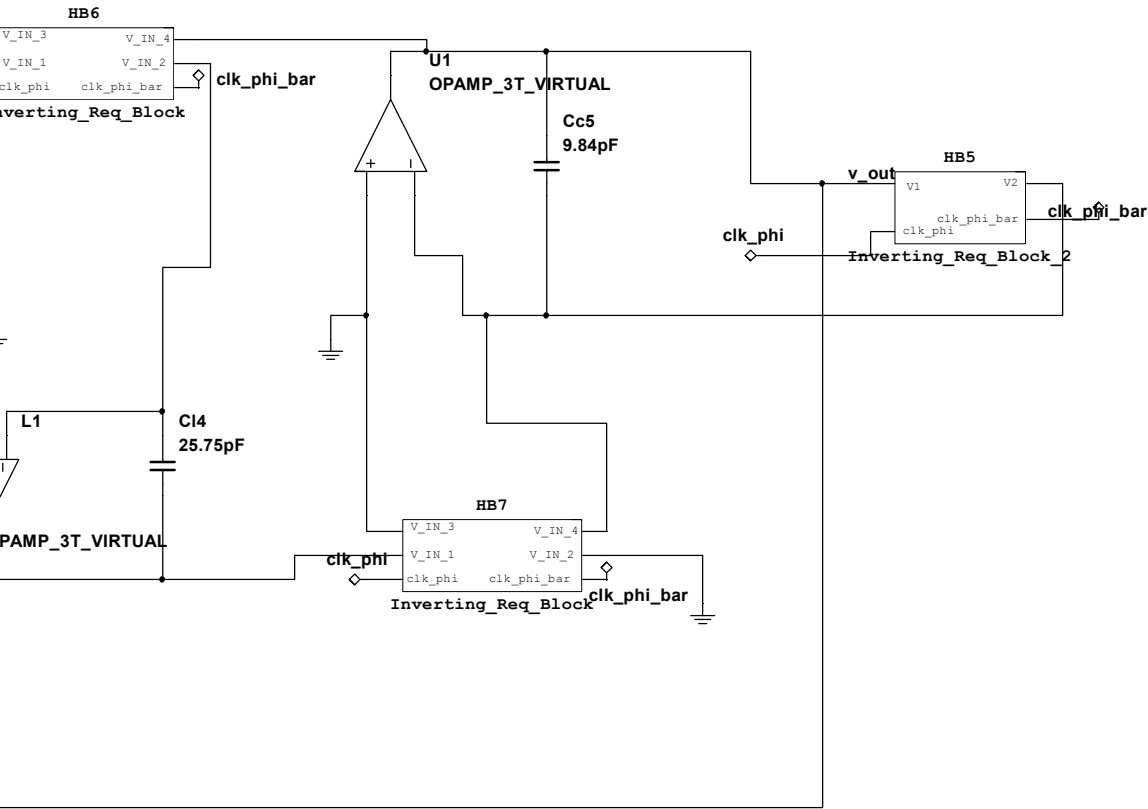 HB6
V_IN_3
V_IN_4
V_IN_1
V_IN_2
clk_phi
clk_phi_bar
clk_phi_bar
nverting_Req_Block
U1
OPAMP_3T_VIRTUAL
+
Cc5
9.84pF
HB5
v_out
V1
V2
clk_phi_bar
clk_phi
clk_phi_bar
clk_phi
Inverting_Req_Block_2
L1
Cl4
25.75pF
PAMP_3T_VIRTUAL
HB7
V_IN_3
V_IN_4
clk_phi
V_IN_1
V_IN_2
clk_phi
clk_phi_bar
clk_phi_bar
Inverting_Req_Block